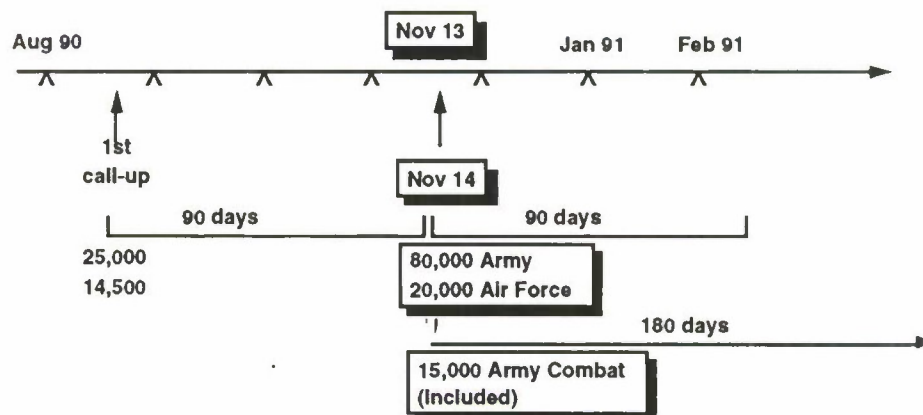 Nov 13
Aug 90
Jan 91
Feb 91
1st
call-up
Nov 14
90 days
90 days
25,000
14,500
80,000 Army
20,000 Air Force
180 days
15,000 Army Combat
(Included)